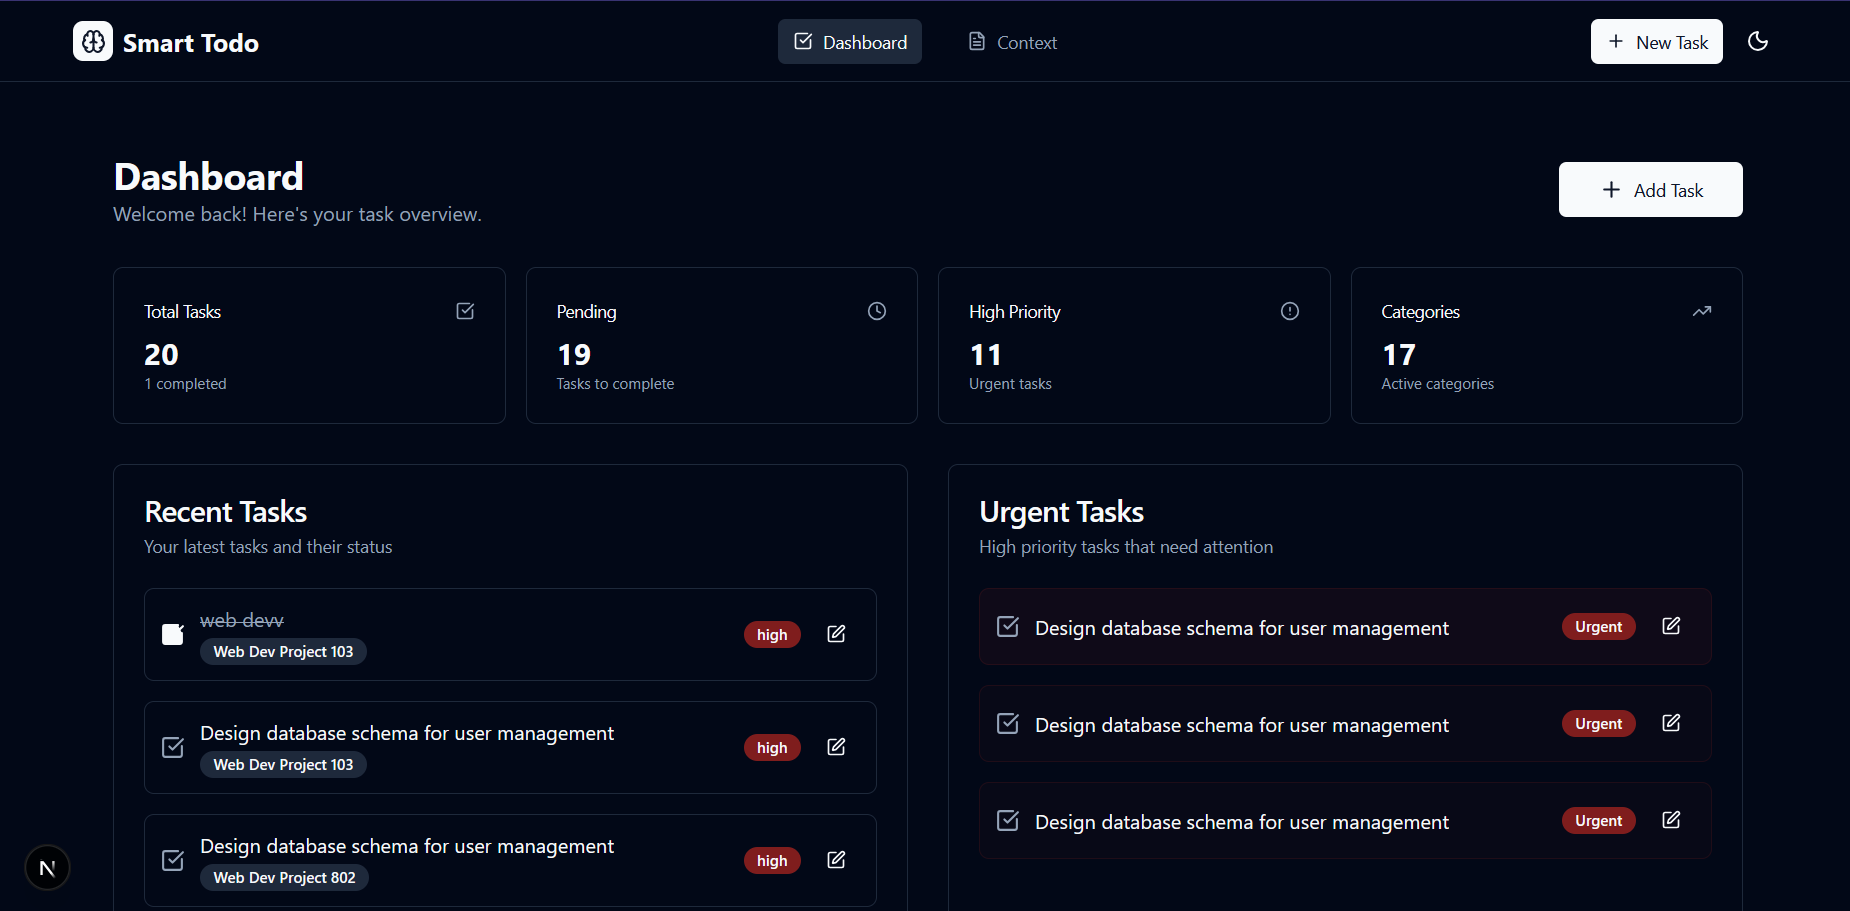 Smart Todo
Dashboard
Context
New Task
Dashboard
Welcome back! Here's your task overview.
Add Task
Total Tasks
20
1 completed
Pending
19
Tasks to complete
High Priority
11
Urgent tasks
Categories
17
Active categories
Recent Tasks
Your latest tasks and their status
web devv
Web Dev Project 103
high
Design database schema for user management
Web Dev Project 103
high
Design database schema for user management
Web Dev Project 802
high
Urgent Tasks
High priority tasks that need attention
Design database schema for user management
Urgent
Design database schema for user management
Urgent
Design database schema for user management
Urgent
N